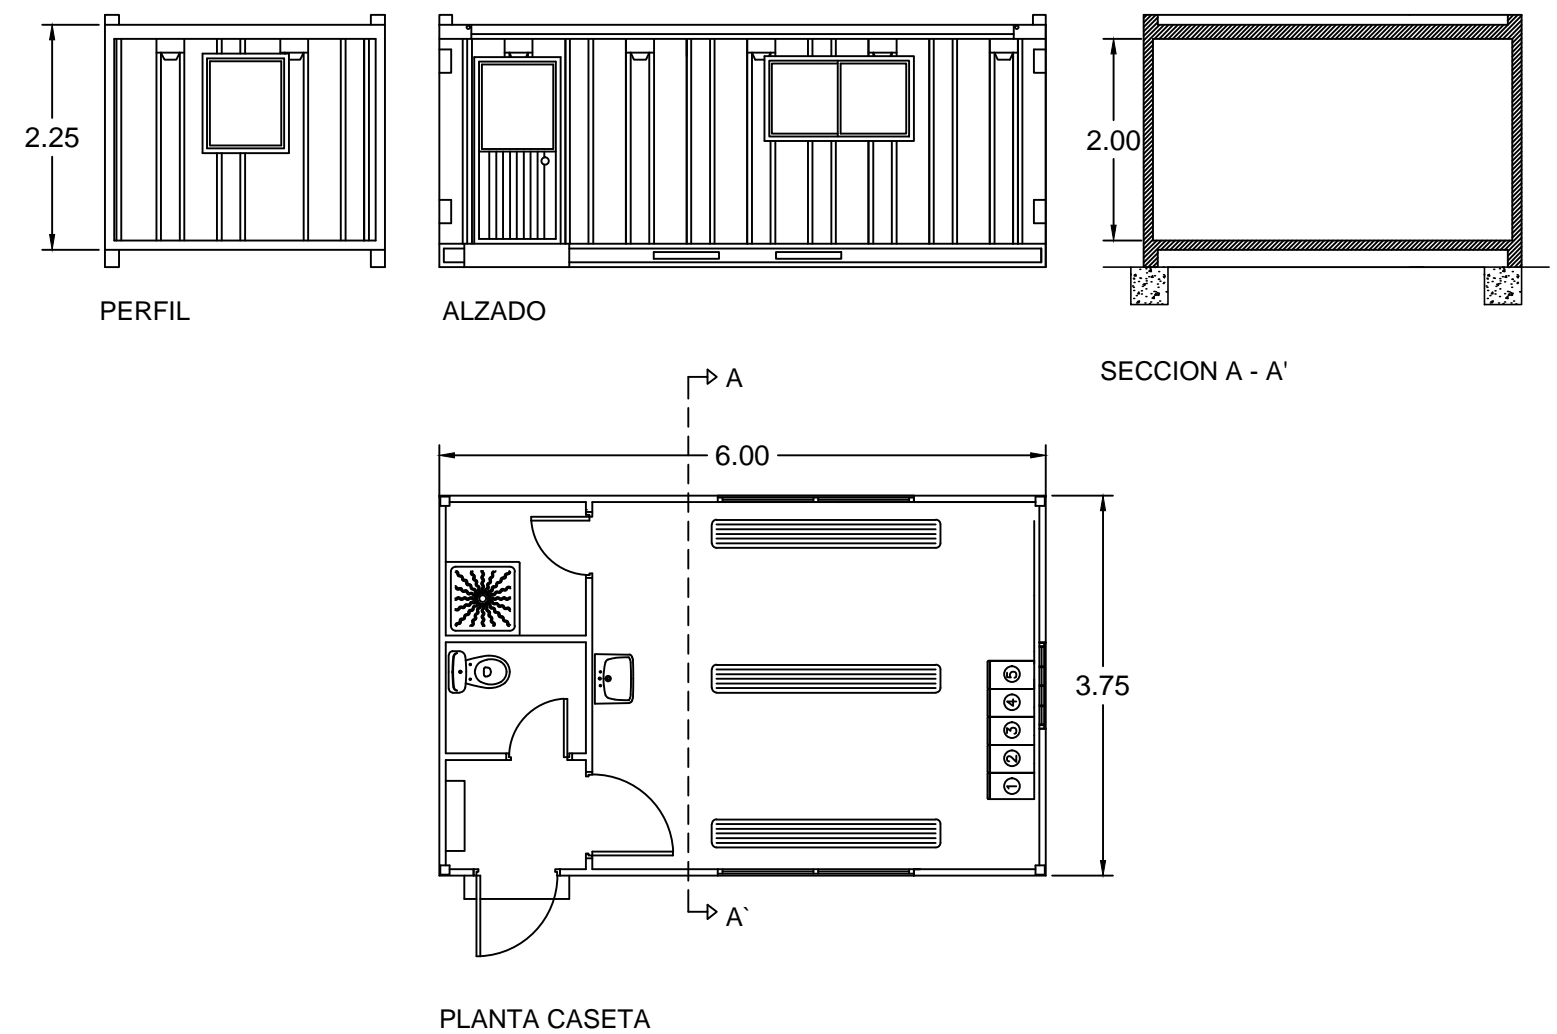 2.25
2.00
PERFIL
ALZADO
SECCION A - A'
A
6.00
3.75
5
4
3
2
1
A`
PLANTA CASETA